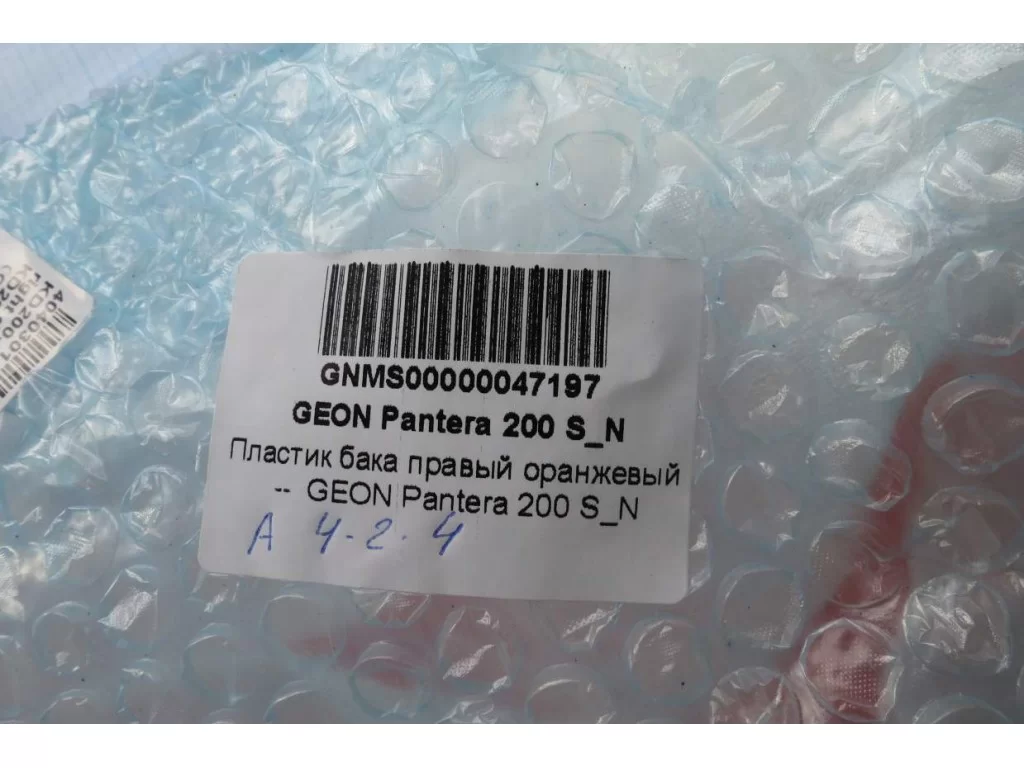 GNMS00000047197
GEON Pantera 200 S_N
Пластик бака правый оранжевый
-- GEON Pantera 200 S_N
А 4-2-4